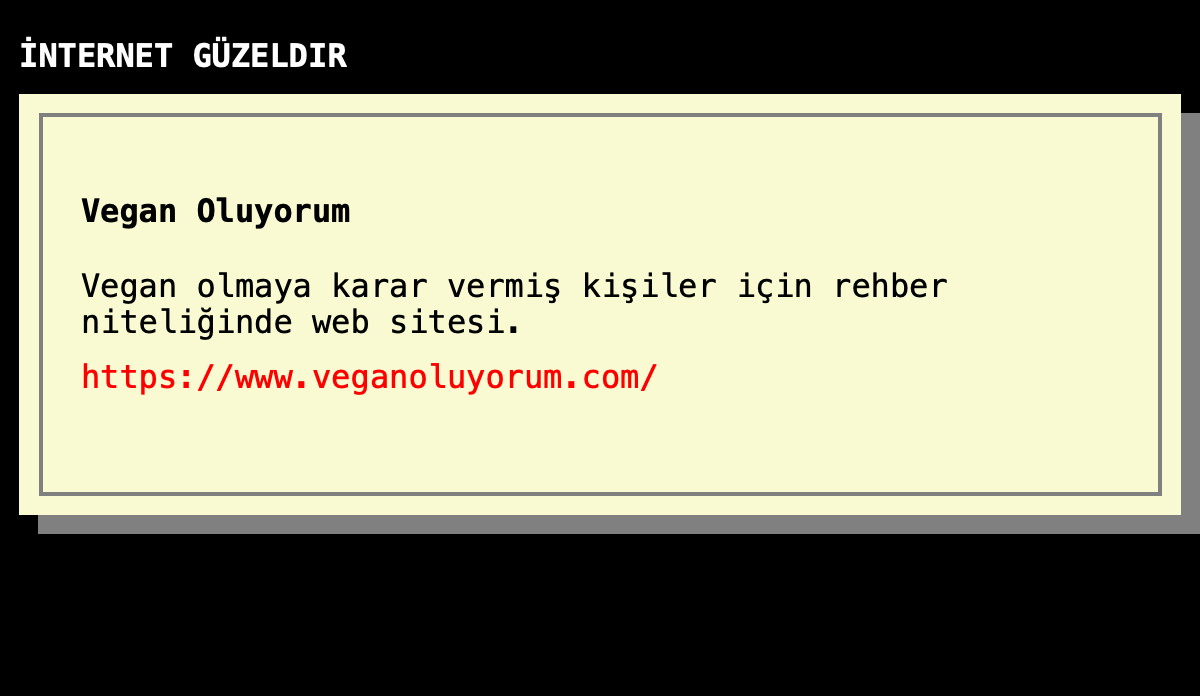 İNTERNET GÜZELDIR
Vegan Oluyorum
Vegan olmaya karar vermiş kişiler için rehber
niteliğinde web sitesi.
https://www.veganoluyorum.com/